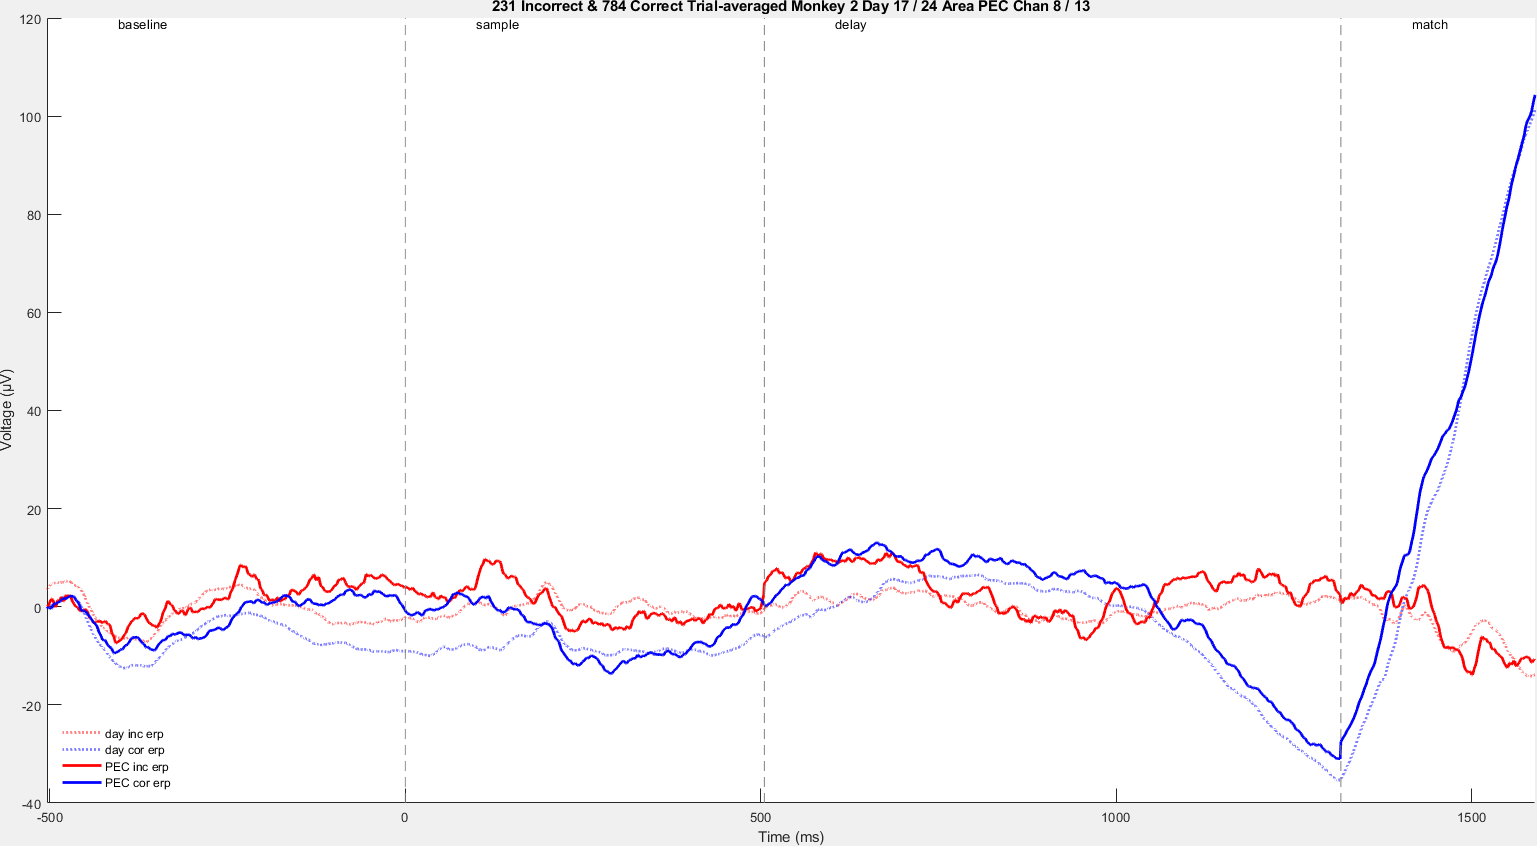 231 Incorrect & 784 Correct Trial-averaged Monkey 2 Day 17 / 24 Area PEC Chan 8 / 13
baseline
sample
delay
match
120
100
80
60
40
20
0
-20
-40
Voltage (μV)
day inc erp
day cor erp
PEC inc erp
PEC cor erp
-500
0
500
1000
1500
Time (ms)